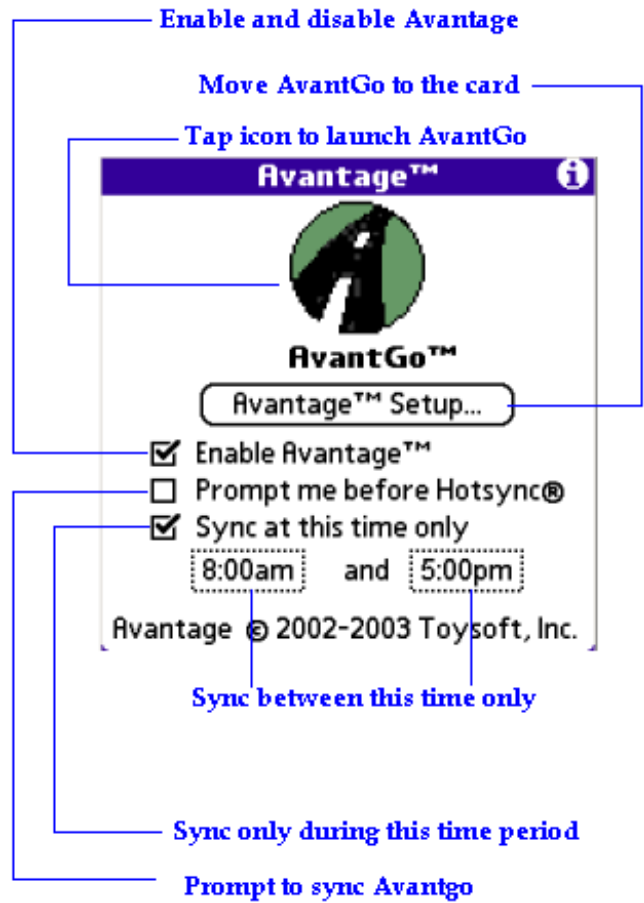 Enable and disable Avantage
Move AvantGo to the card
Tap icon to launch AvantGo
Avantage™ i
AvantGo™
Avantage™ Setup...
Enable Avantage™
Prompt me before Hotsync®
Sync at this time only
8:00am and 5:00pm
Avantage © 2002-2003 Toysoft, Inc.
Sync between this time only
Sync only during this time period
Prompt to sync Avantgo